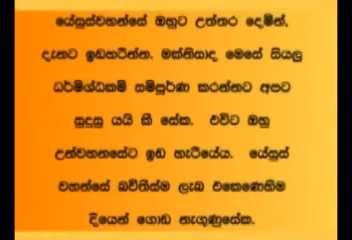 යේසුස්වහන්සේ ඔහුට උත්තර දෙමින්,
දැනට ඉඩහරින්න. මක්නිසාද මෙසේ සියලු
ධර්මිශ්ඨකම් සම්පූර්ණ කරන්නට අපට
සුදුසු යයි කී සේක. එවිට ඔහු
උන්වහන්සේට ඉඩ හැරියේය. යේසුස්
වහන්සේ බව්තීස්ම ලැබ එකෙණෙහිම
දියෙන් ගොඩ නැගුණුසේක.